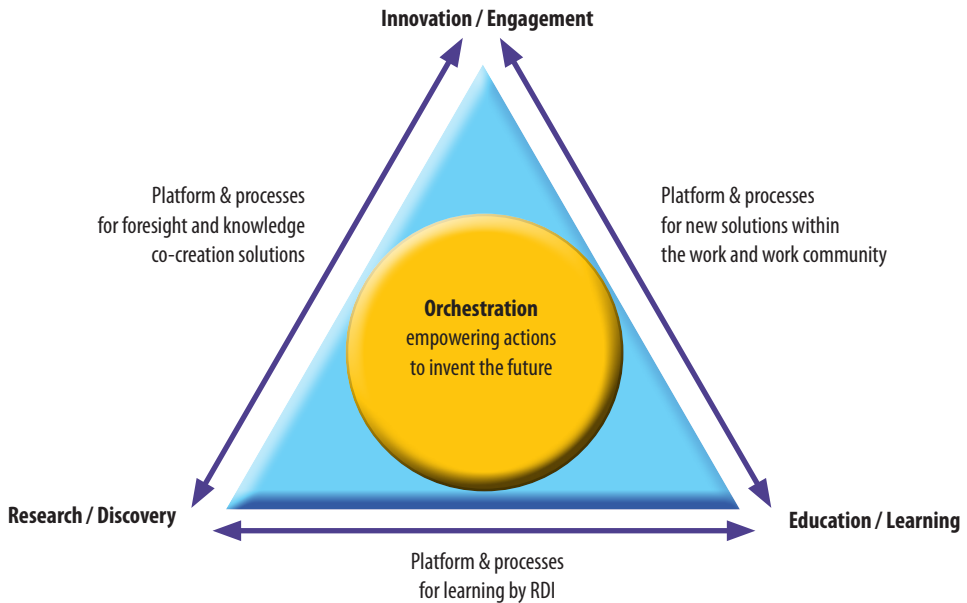 Innovation / Engagement
Platform & processes
for foresight and knowledge
co-creation solutions
Platform & processes
for new solutions within
the work and work community
Orchestration
empowering actions
to invent the future
Research / Discovery
Education / Learning
Platform & processes
for learning by RDI